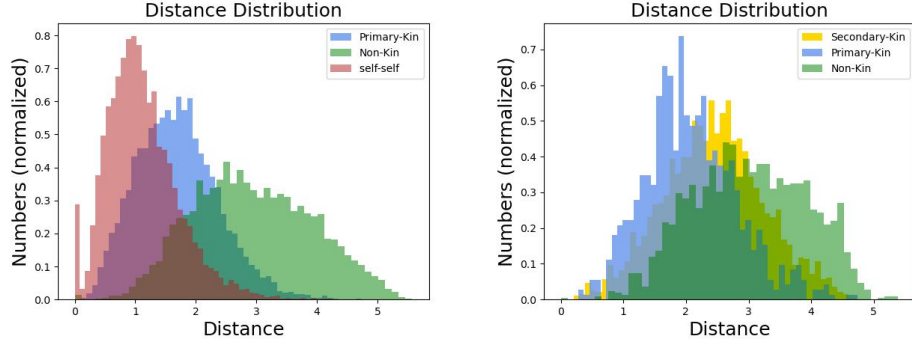 Distance Distribution
Numbers (normalized)
0.8
0.7
0.6
0.5
0.4
0.3
0.2
0.1
0.0
Primary-Kin
Non-Kin
self-self
0 1 2 3 4 5
Distance
Distance Distribution
Numbers (normalized)
0.7
0.6
0.5
0.4
0.3
0.2
0.1
0.0
Secondary-Kin
Primary-Kin
Non-Kin
0 1 2 3 4 5
Distance